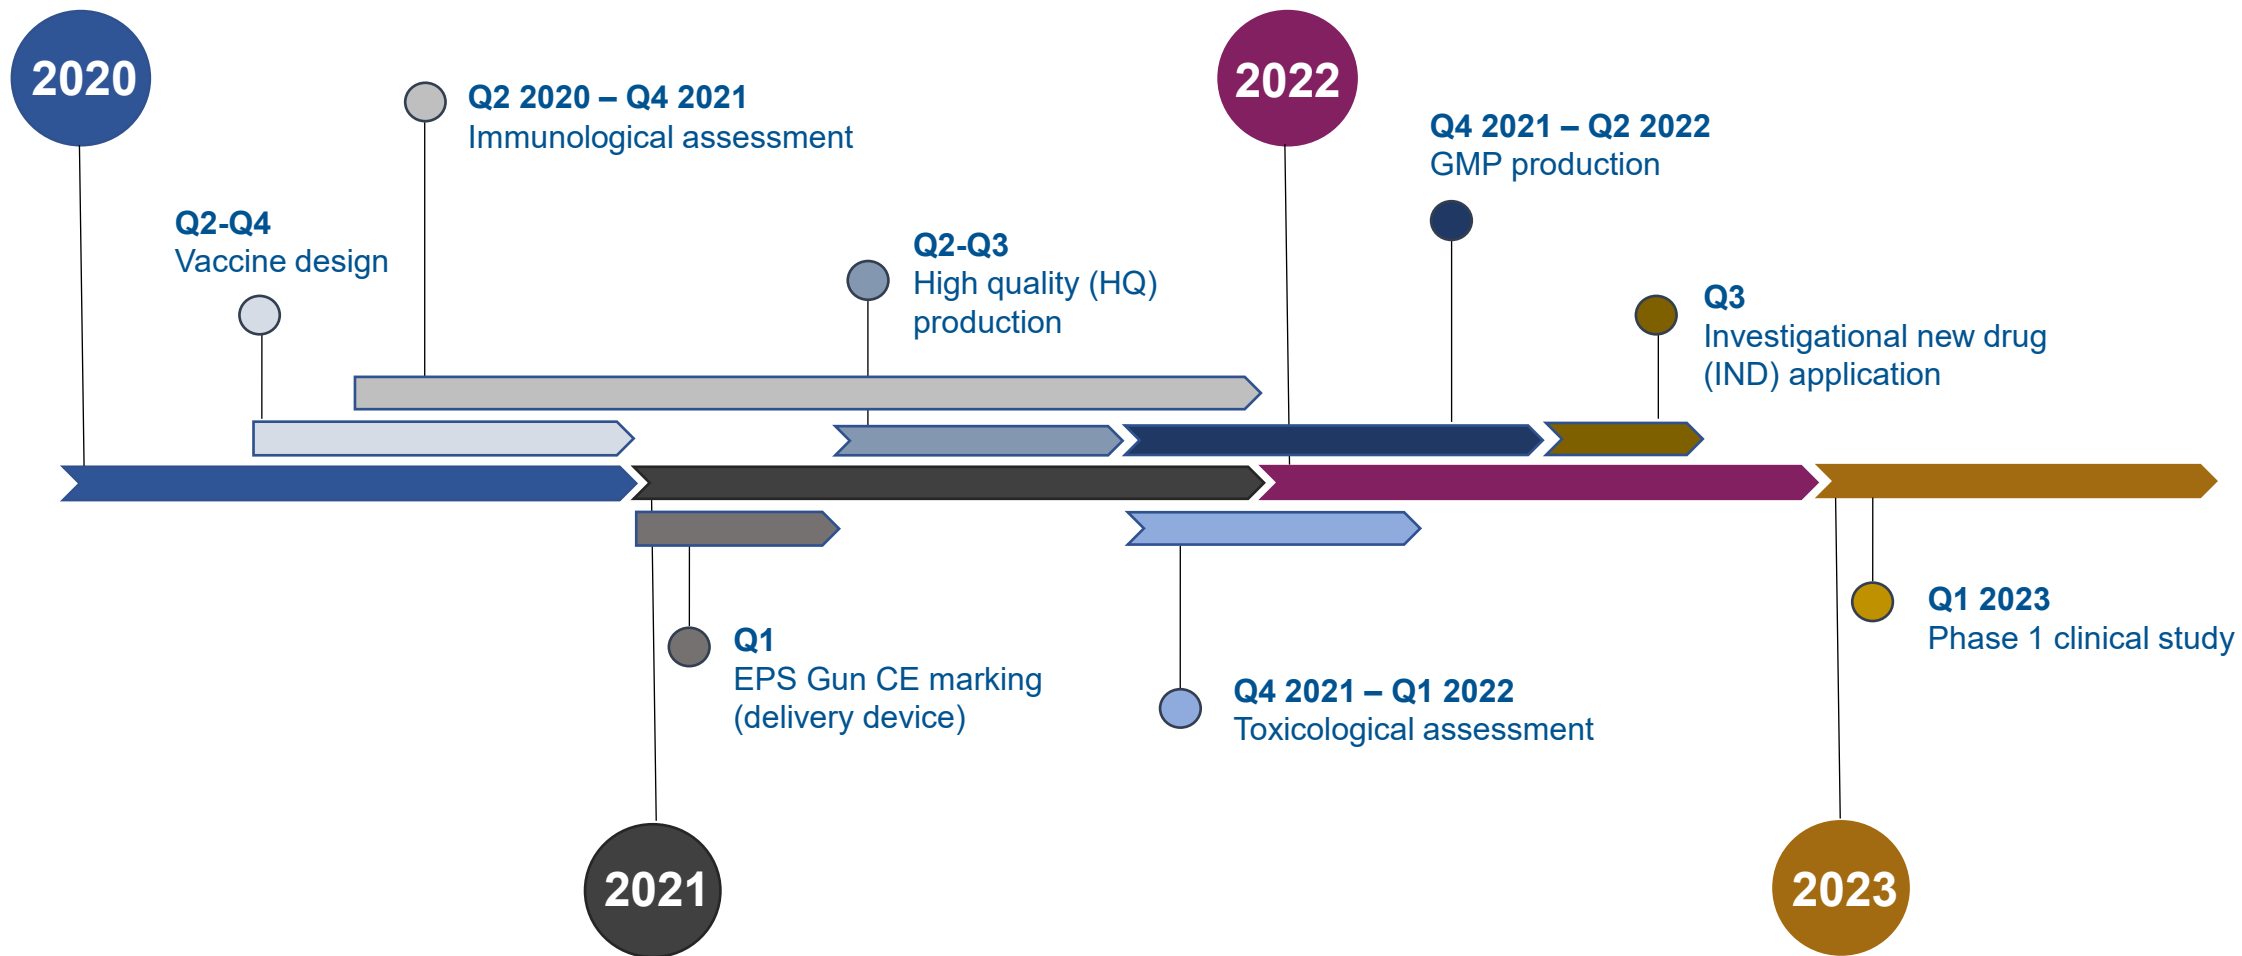 2020
Q2 2020 – Q4 2021
Immunological assessment
2022
Q4 2021 – Q2 2022
GMP production
Q2-Q4
Vaccine design
Q2-Q3
High quality (HQ)
production
Q3
Investigational new drug
(IND) application
Q1
EPS Gun CE marking
(delivery device)
Q4 2021 – Q1 2022
Toxicological assessment
Q1 2023
Phase 1 clinical study
2021
2023